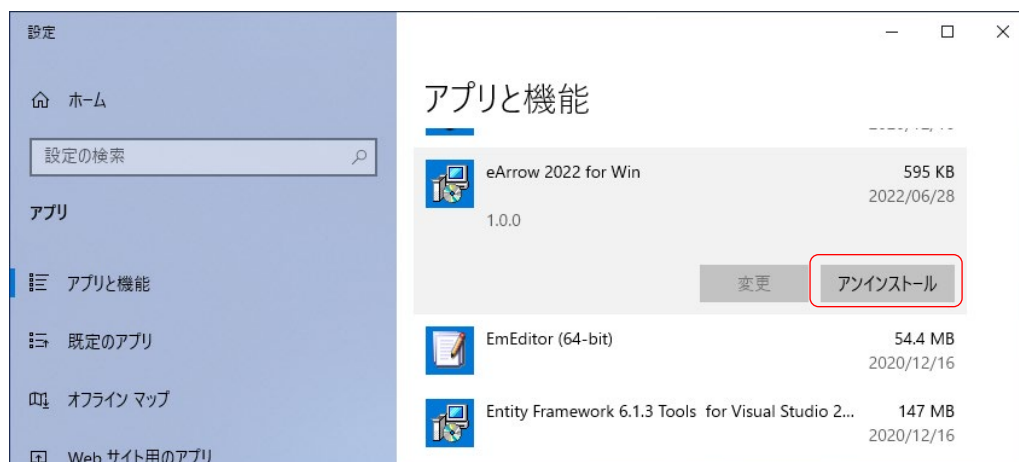 設定
ホーム
設定の検索
アプリ
アプリと機能
既定のアプリ
オフライン マップ
Web サイト用のアプリ
アプリと機能
eArrow 2022 for Win
595 KB
2022/06/28
1.0.0
変更
アンインストール
EmEditor (64-bit)
54.4 MB
2020/12/16
Entity Framework 6.1.3 Tools for Visual Studio 2...
147 MB
2020/12/16